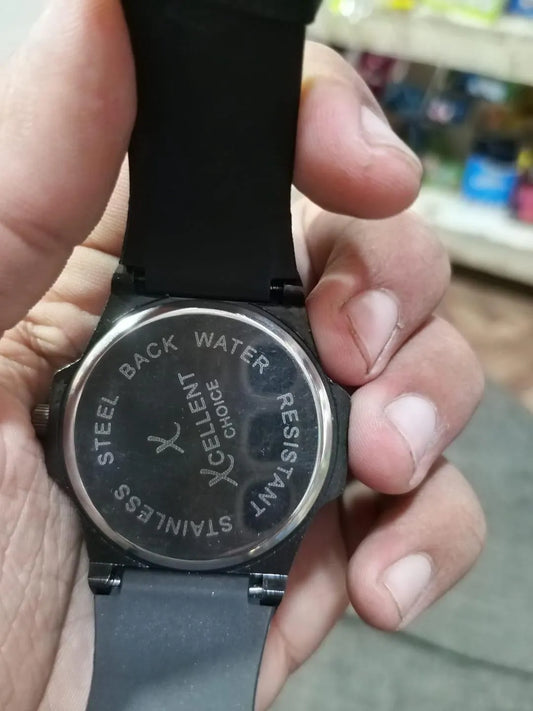 STAINLESS STEEL BACK WATER RESISTANT
X
XCELLENT
CHOICE